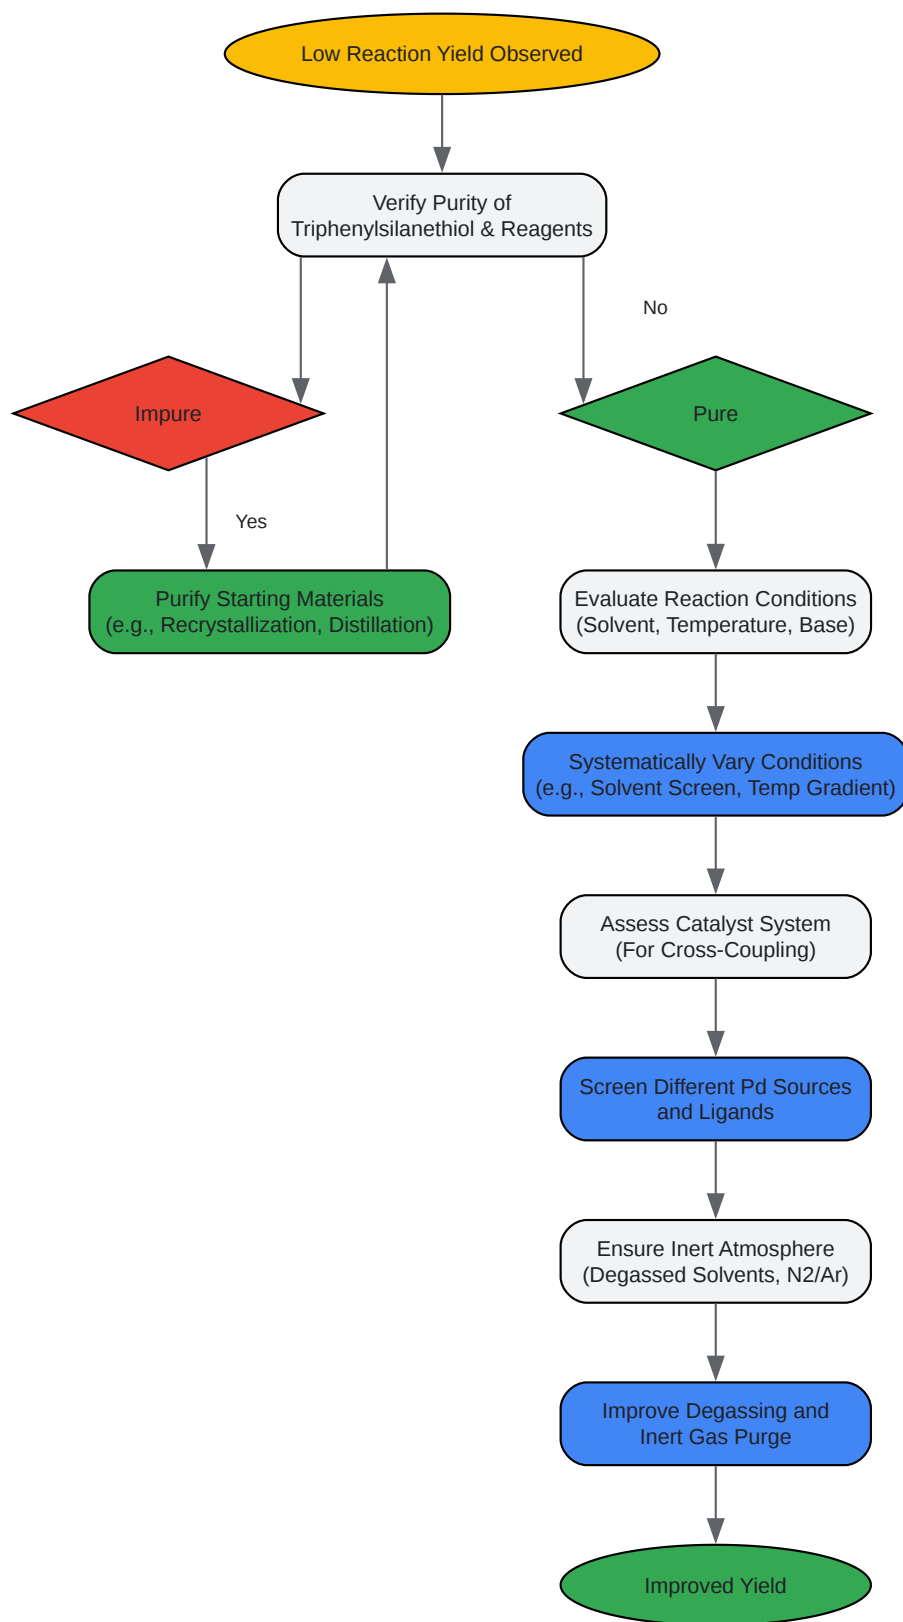 Low Reaction Yield Observed
Verify Purity of
Triphenylsilanethiol & Reagents
No
Impure
Pure
Yes
Purify Starting Materials
(e.g., Recrystallization, Distillation)
Evaluate Reaction Conditions
(Solvent, Temperature, Base)
Systematically Vary Conditions
(e.g., Solvent Screen, Temp Gradient)
Assess Catalyst System
(For Cross-Coupling)
Screen Different Pd Sources
and Ligands
Ensure Inert Atmosphere
(Degassed Solvents, N2/Ar)
Improve Degassing and
Inert Gas Purge
Improved Yield